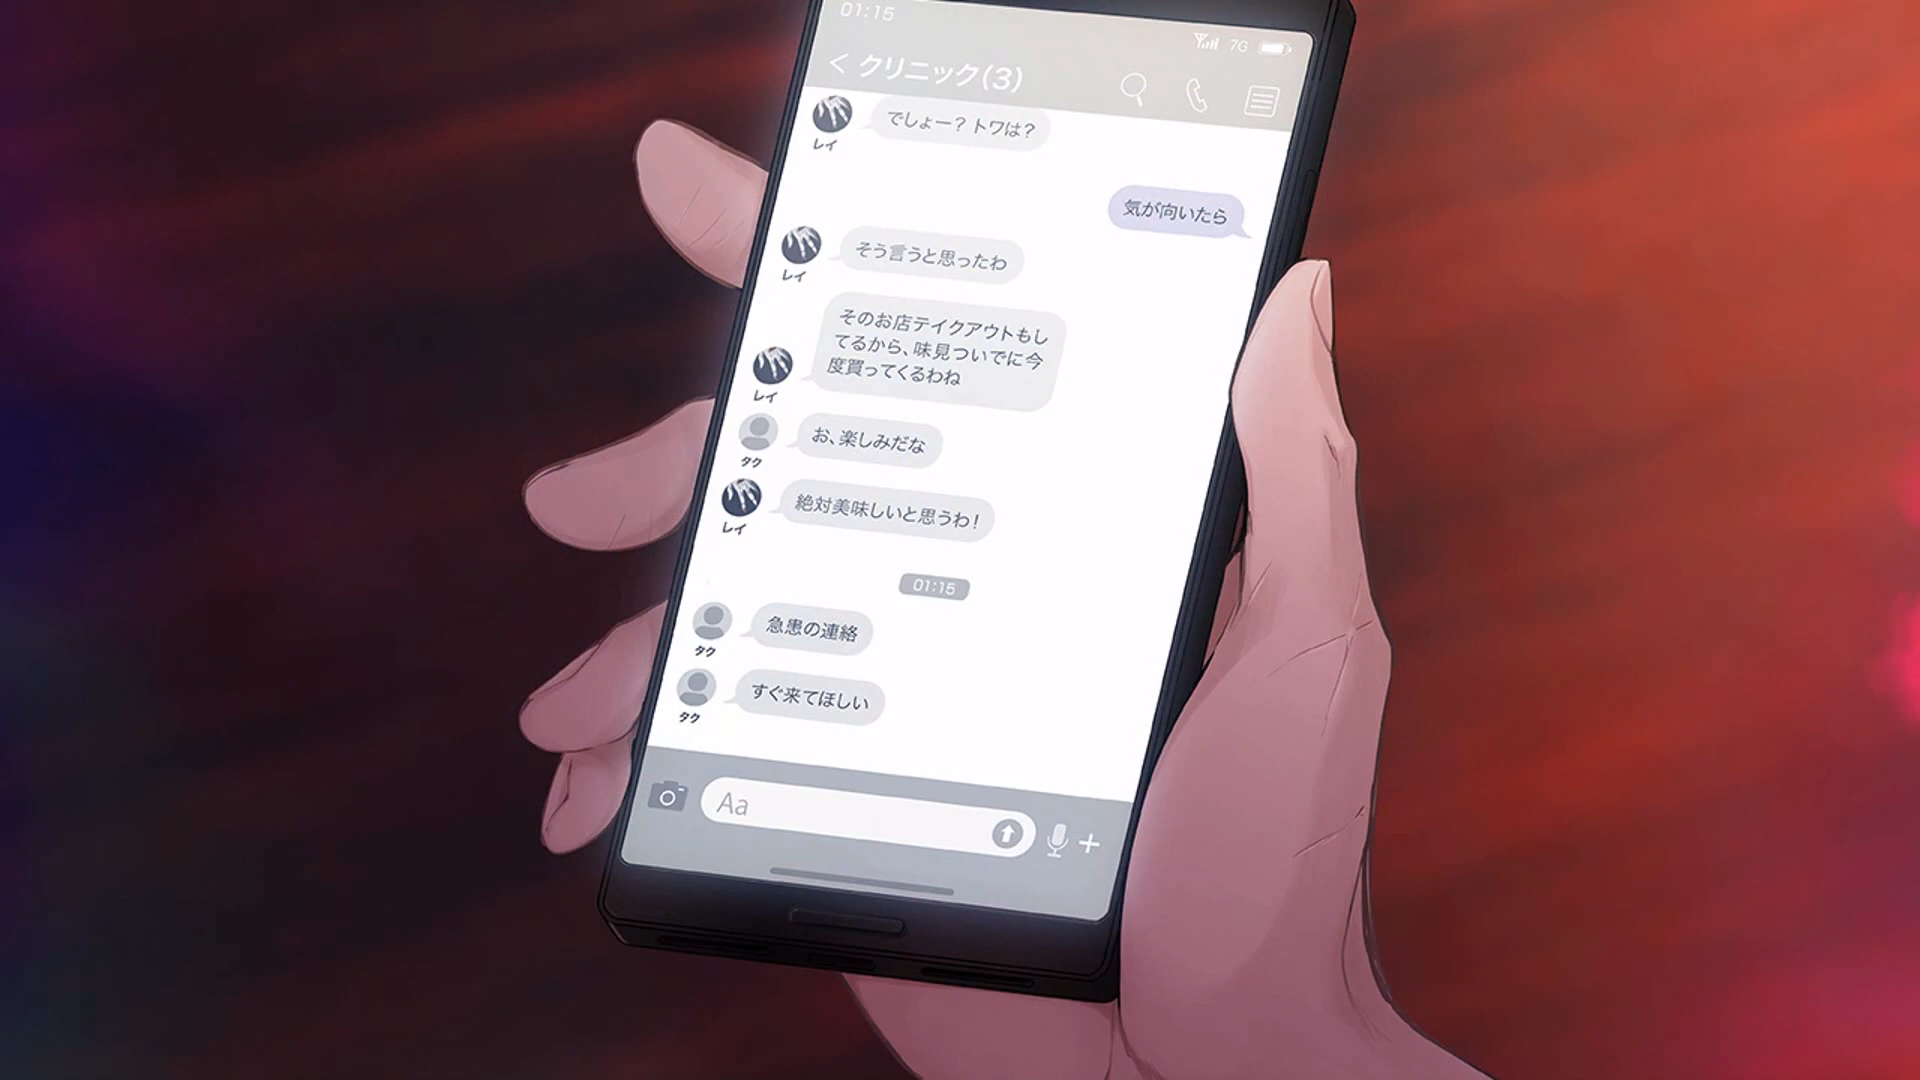 01:15
7G
< クリニック(3)
でしょー？トワは？
レイ
気が向いたら
そう言うと思ったわ
レイ
そのお店テイクアウトもし
てるから、味見ついでに今
度買ってくるわね
レイ
お、楽しみだな
タク
絶対美味しいと思うわ！
レイ
01:15
急患の連絡
タク
すぐ来てほしい
タク
Aa